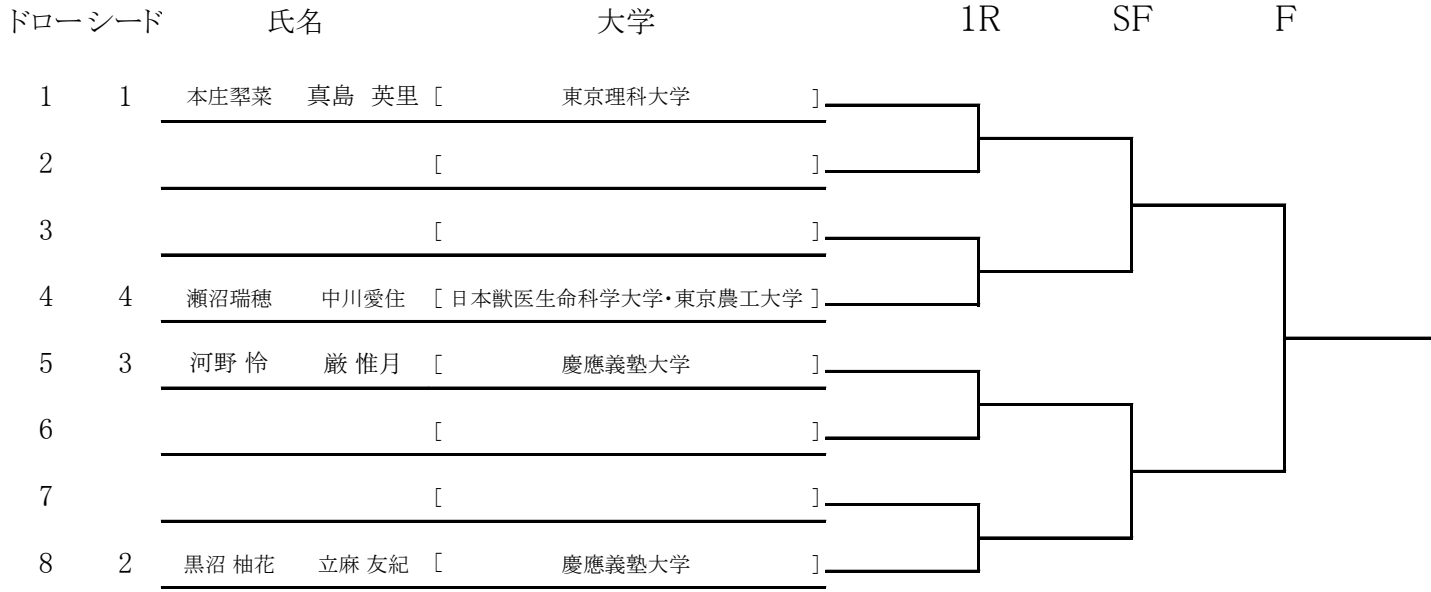 ドロー シード 氏名 大学 1R SF F
1 1 本庄翠菜 真島 英里 [ 東京理科大学 ]
2 [ ]
3 [ ]
4 4 瀬沼瑞穂 中川愛住 [ 日本獣医生命科学大学・東京農工大学 ]
5 3 河野 怜 厳 惟月 [ 慶應義塾大学 ]
6 [ ]
7 [ ]
8 2 黒沼 柚花 立麻 友紀 [ 慶應義塾大学 ]